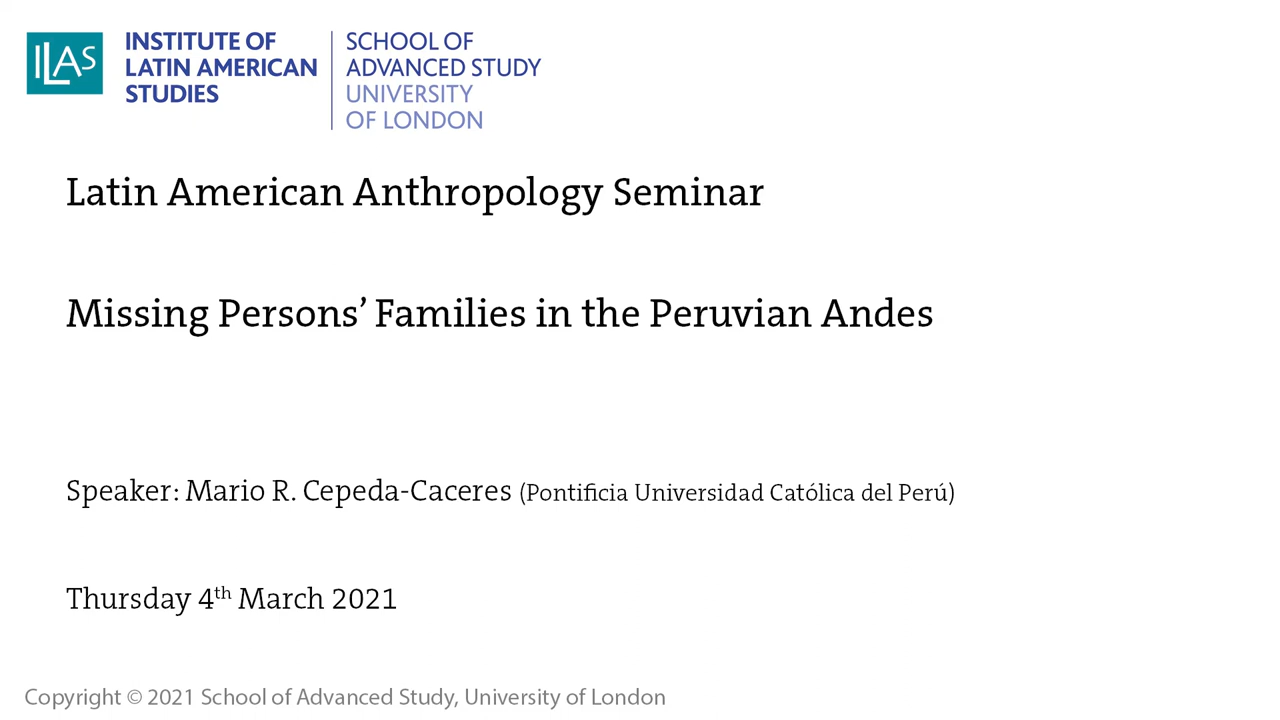 ILAS
INSTITUTE OF
LATIN AMERICAN
STUDIES
SCHOOL OF
ADVANCED STUDY
UNIVERSITY
OF LONDON
Latin American Anthropology Seminar
Missing Persons’ Families in the Peruvian Andes
Speaker: Mario R. Cepeda-Caceres (Pontificia Universidad Católica del Perú)
Thursday 4th March 2021
Copyright © 2021 School of Advanced Study, University of London